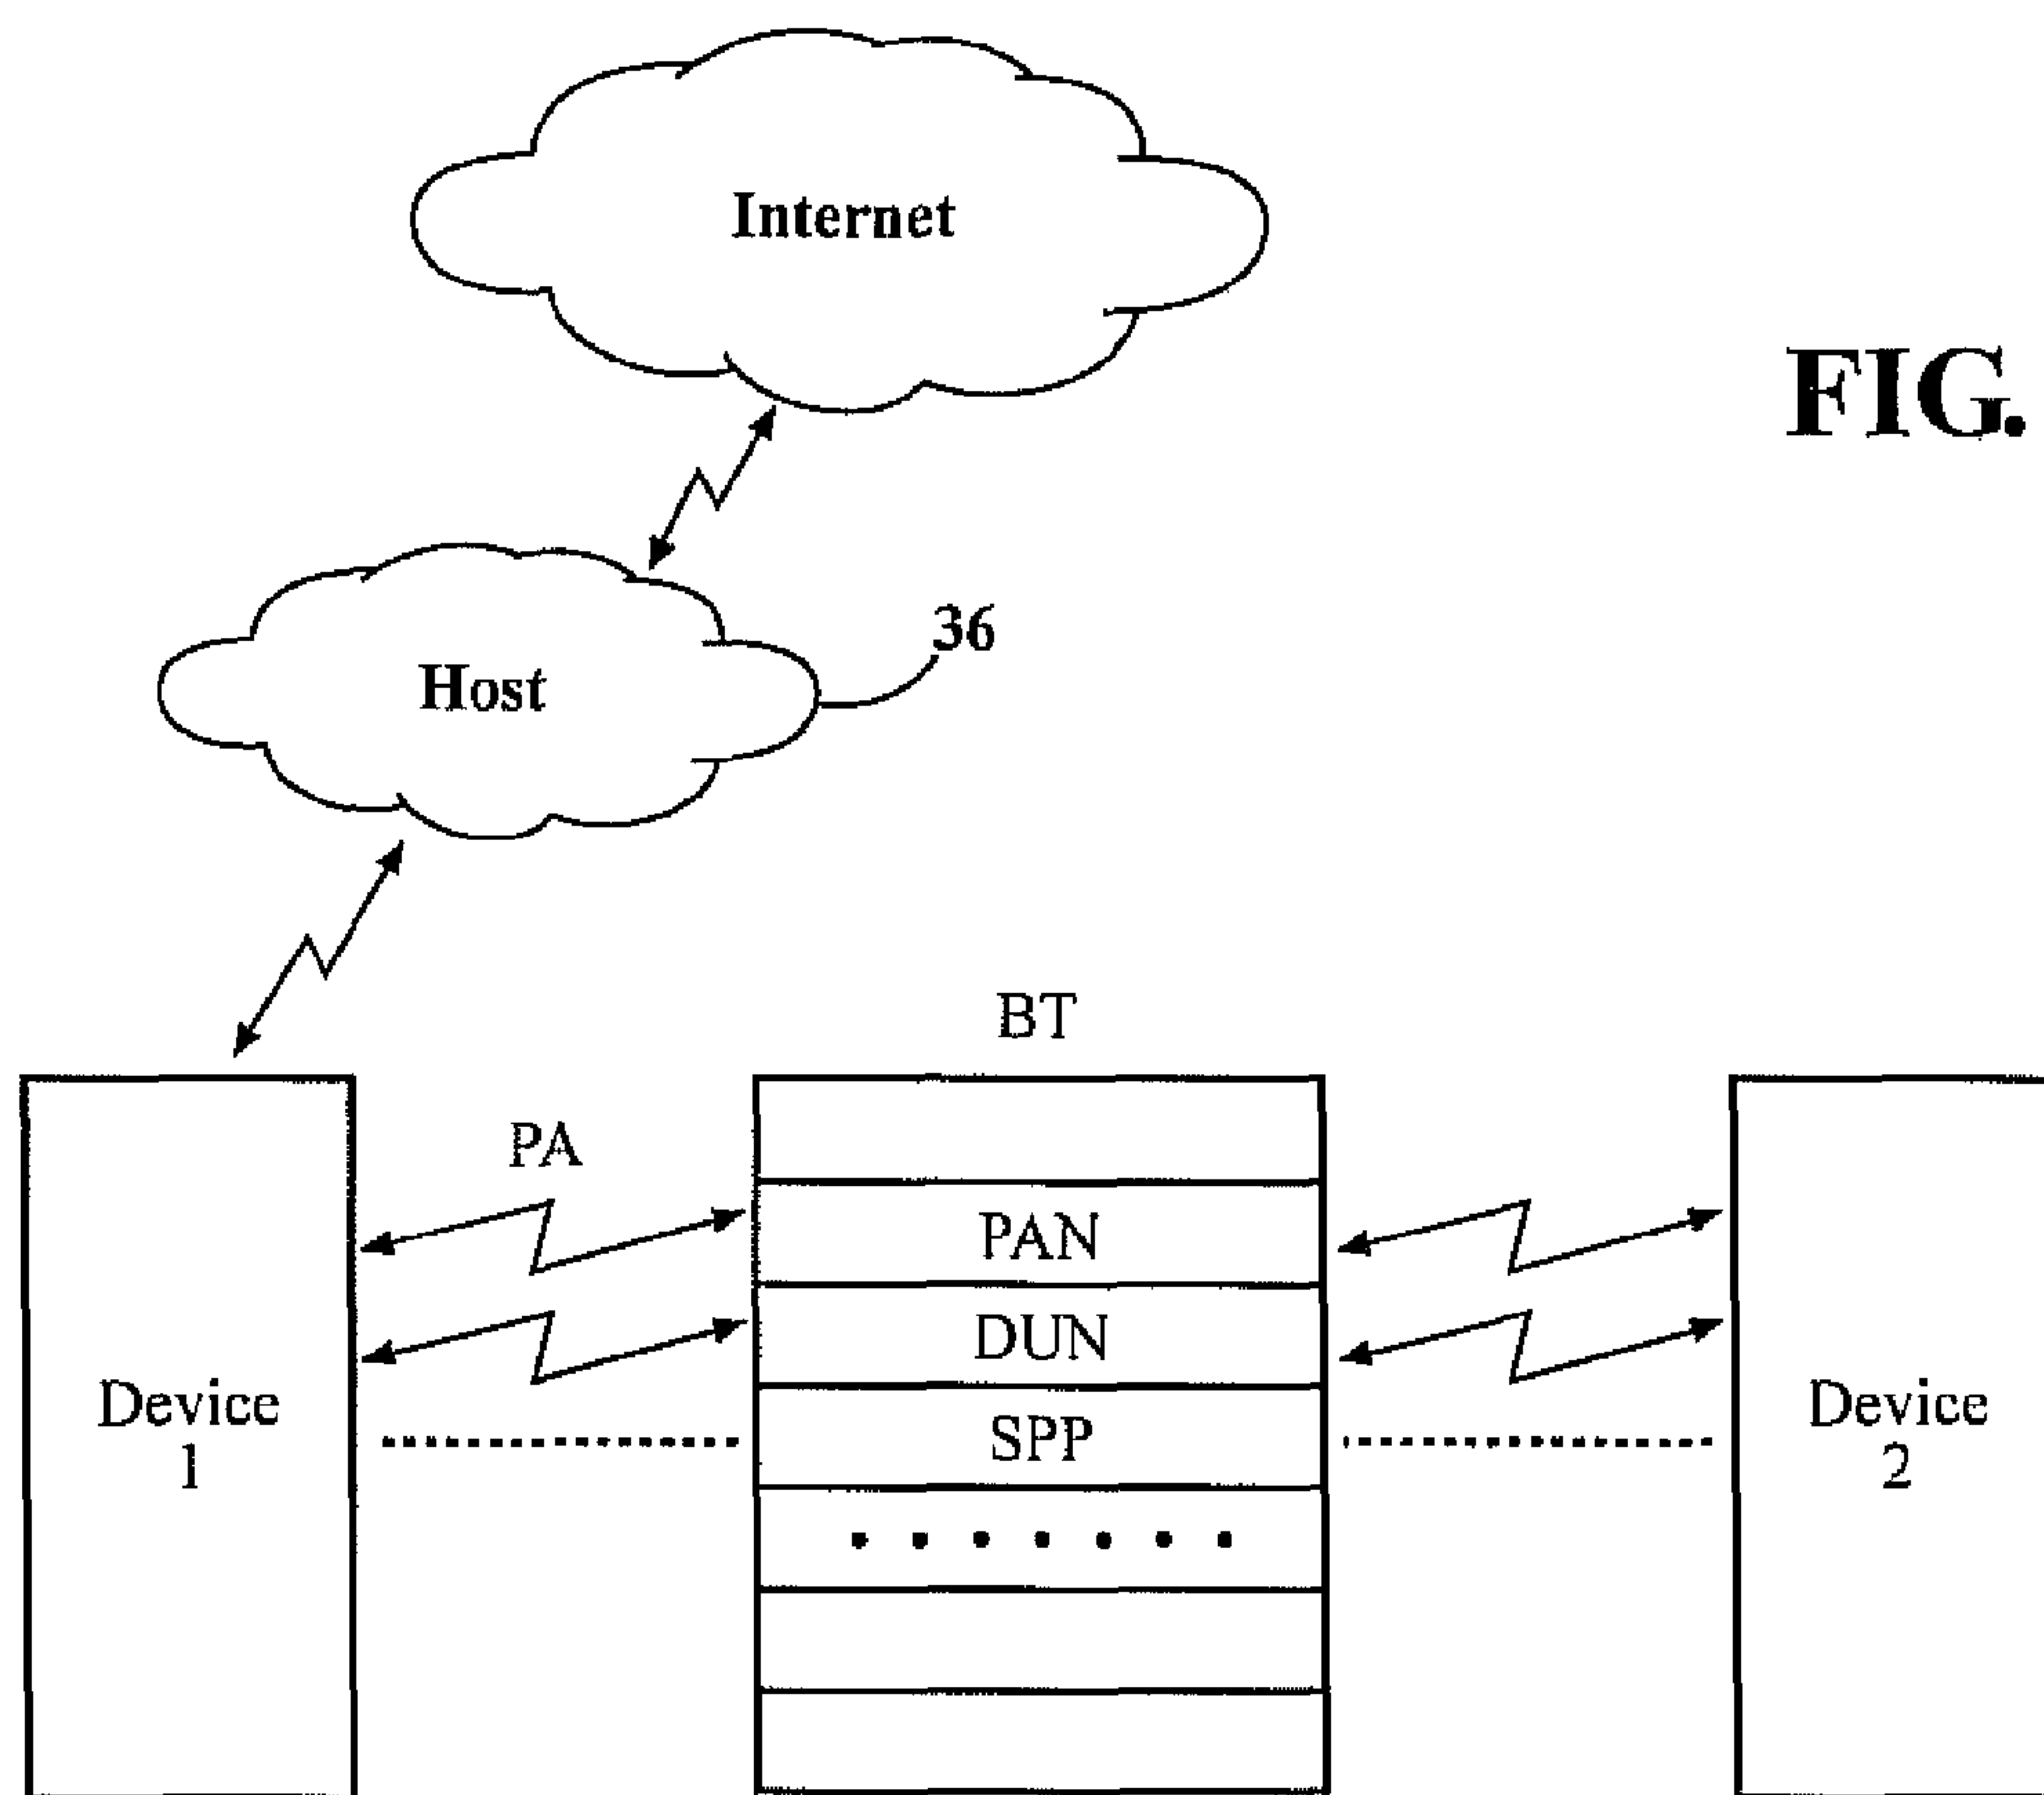 Internet
FIG.
36
Host
BT
PA
PAN
DUN
SPP
Device
1
Device
2